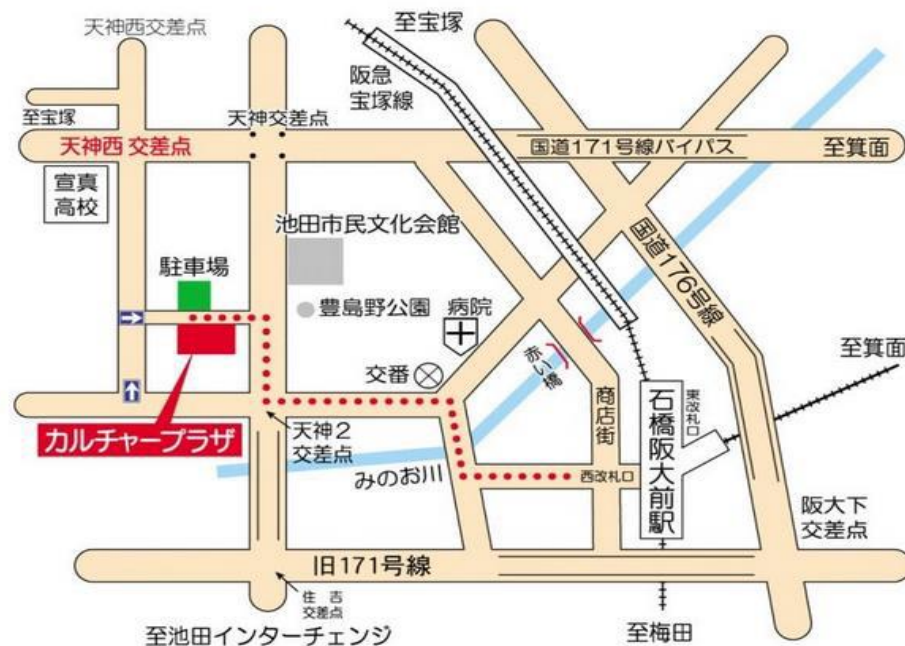 天神西交差点
至宝塚
阪急
宝塚線
至宝塚
天神交差点
天神西 交差点
国道171号線バイパス
至箕面
宣真
高校
池田市民文化会館
駐車場
国道176号線
豊島野公園
病院
至箕面
赤い橋
交番
カルチャープラザ
天神2
交差点
商店街
石橋阪大前駅
東改札口
みのお川
西改札口
阪大下
交差点
旧171号線
住吉
交差点
至池田インターチェンジ
至梅田